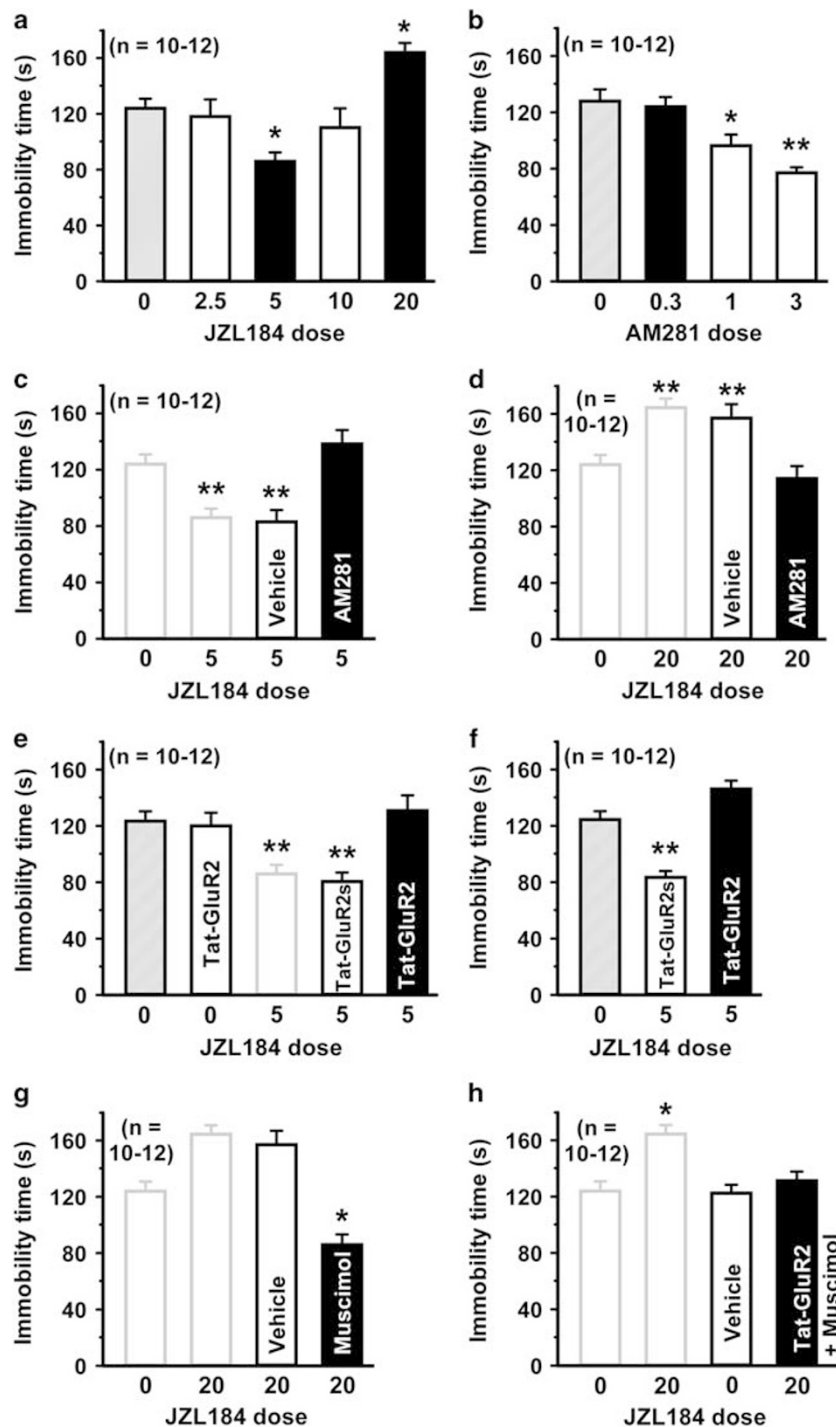 a
(n = 10-12)
Immobility time (s)
160
120
80
40
0
*
*
0 2.5 5 10 20
JZL184 dose
b
(n = 10-12)
Immobility time (s)
160
120
80
40
0
*
**
0 0.3 1 3
AM281 dose
c
(n = 10-12)
Immobility time (s)
160
120
80
40
0
** **
Vehicle
AM281
0 5 5 5
JZL184 dose
d
(n =
10-12)
Immobility time (s)
160
120
80
40
0
** **
Vehicle
AM281
0 20 20 20
JZL184 dose
e
(n = 10-12)
Immobility time (s)
160
120
80
40
0
** **
Tat-GluR2
Tat-GluR2s
Tat-GluR2
0 0 5 5 5
JZL184 dose
f
(n = 10-12)
Immobility time (s)
160
120
80
40
0
**
Tat-GluR2s
Tat-GluR2
0 5 5
JZL184 dose
g
(n =
10-12)
Immobility time (s)
160
120
80
40
0
*
Vehicle
Muscimol
0 20 20 20
JZL184 dose
h
(n =
10-12)
Immobility time (s)
160
120
80
40
0
*
Vehicle
Tat-GluR2
+ Muscimol
0 20 0 20
JZL184 dose